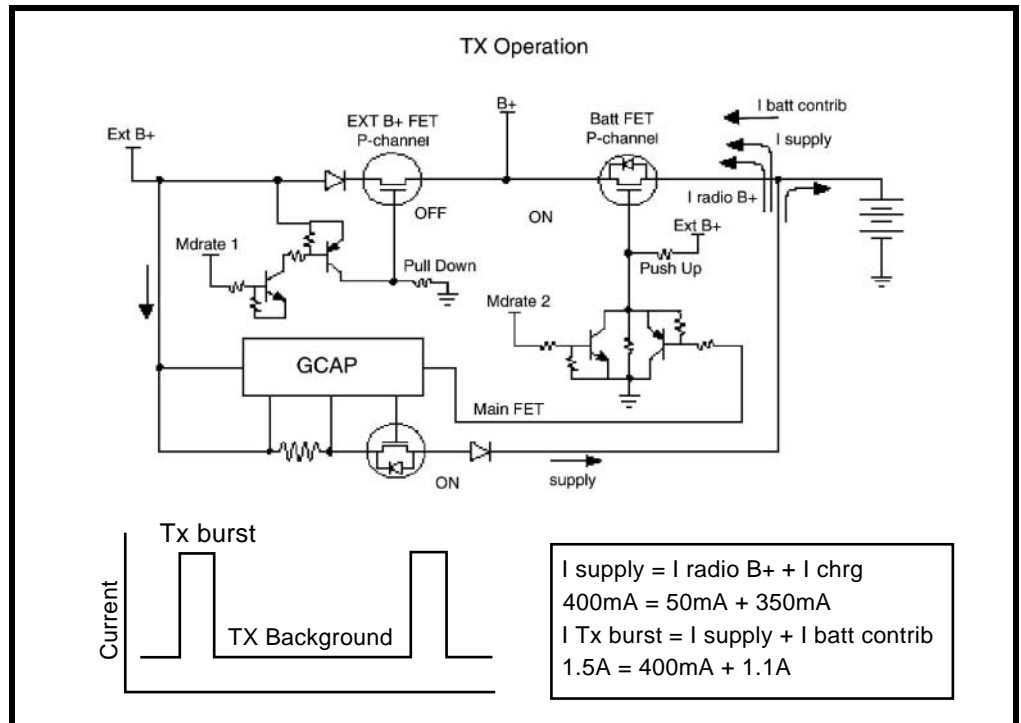 TX Operation
B+
Ext B+
EXT B+ FET
P-channel
Batt FET
P-channel
I batt contrib
I supply
I radio B+
OFF
ON
Ext B+
Mdrate 1
Pull Down
Push Up
Mdrate 2
GCAP
Main FET
ON
supply
Tx burst
TX Background
Current
I supply = I radio B+ + I chrg
400mA = 50mA + 350mA
I Tx burst = I supply + I batt contrib
1.5A = 400mA + 1.1A